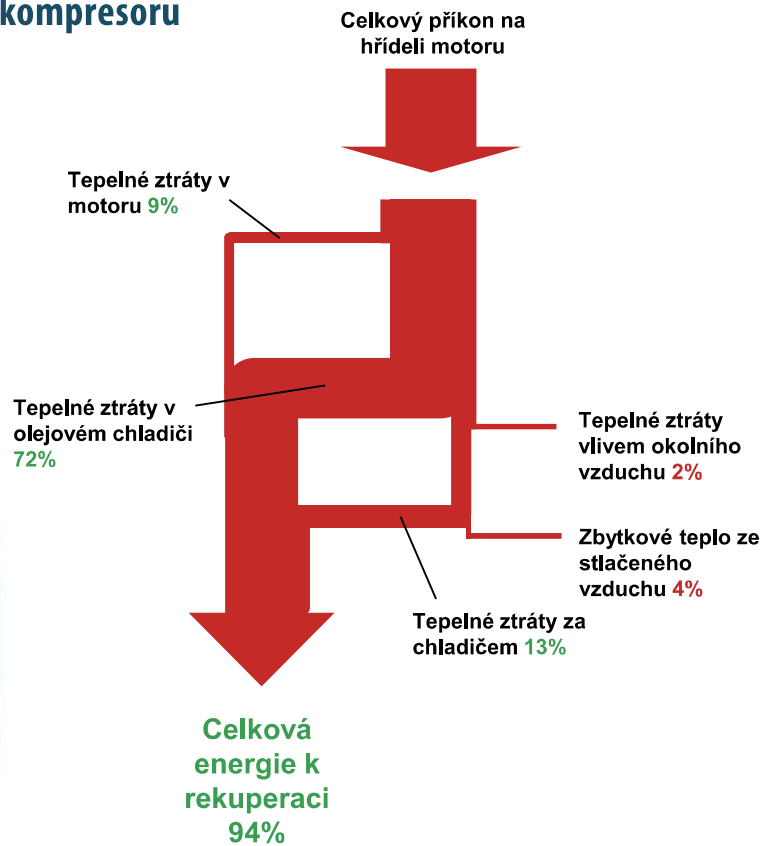 kompresoru
Celkový příkon na
hřídeli motoru
Tepelné ztráty v
motoru 9%
Tepelné ztráty v
olejovém chladiči
72%
Tepelné ztráty
vlivem okolního
vzduchu 2%
Zbytkové teplo ze
stlačeného
vzduchu 4%
Tepelné ztráty za
chladičem 13%
Celková
energie k
rekuperaci
94%